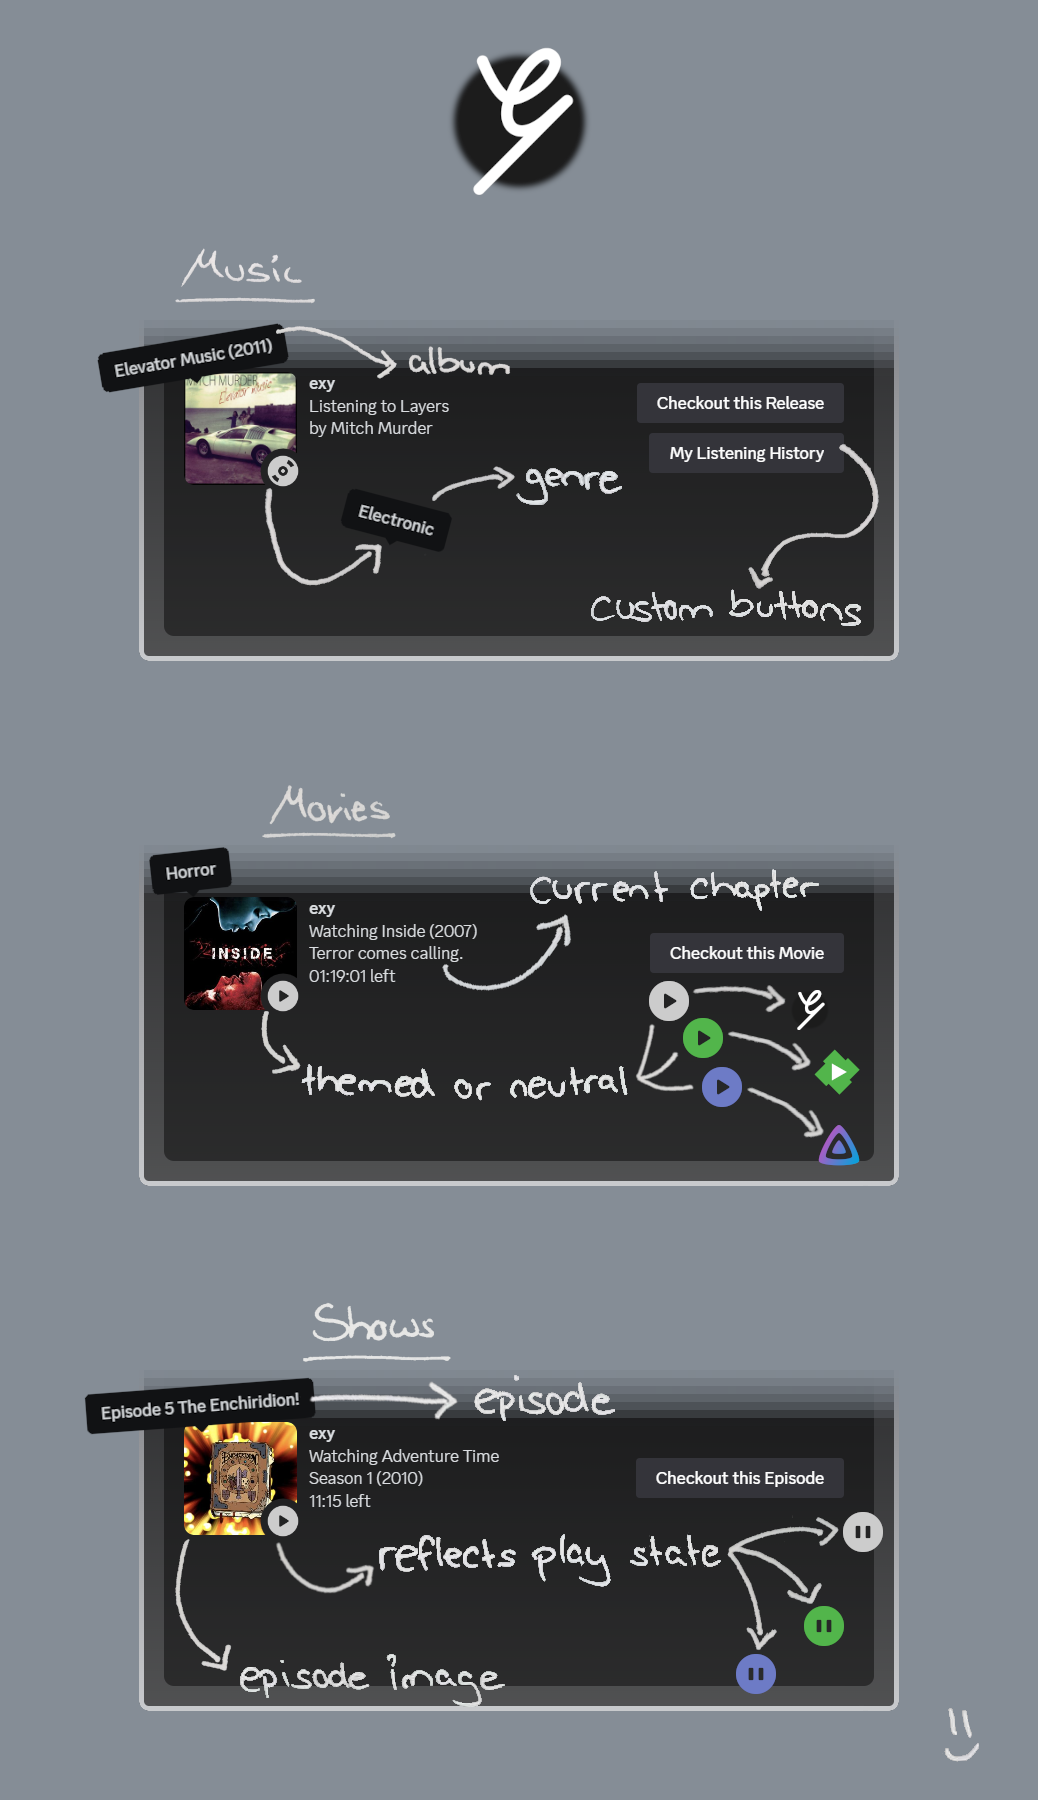 Music
Elevator Music (2011)
album
MITCH MURDER
Elevator Music
exy
Listening to Layers
by Mitch Murder
Checkout this Release
My Listening History
genre
Electronic
custom buttons
Movies
Horror
current chapter
INSIDE
exy
Watching Inside (2007)
Terror comes calling.
01:19:01 left
Checkout this Movie
themed or neutral
Shows
Episode 5 The Enchiridion!
episode
exy
Watching Adventure Time
Season 1 (2010)
11:15 left
Checkout this Episode
reflects play state
episode image